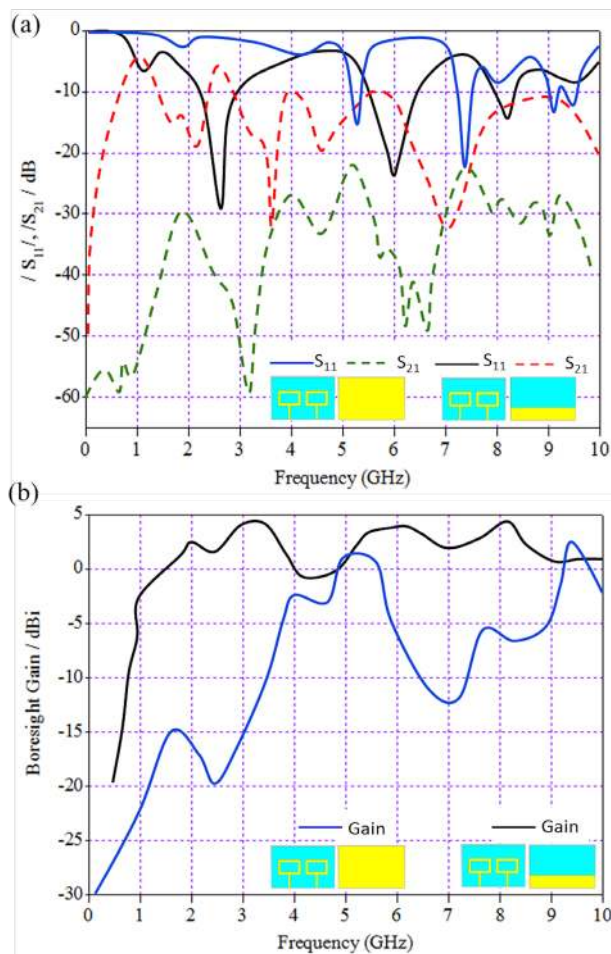 (a)
0
-10
-20
-30
-40
-50
-60
/ S11/, /S21 / dB
S11 S21 S11 S21
0 1 2 3 4 5 6 7 8 9 10
Frequency (GHz)
(b)
5
0
-5
-10
-15
-20
-25
-30
Boresight Gain / dBi
Gain Gain
0 1 2 3 4 5 6 7 8 9 10
Frequency (GHz)